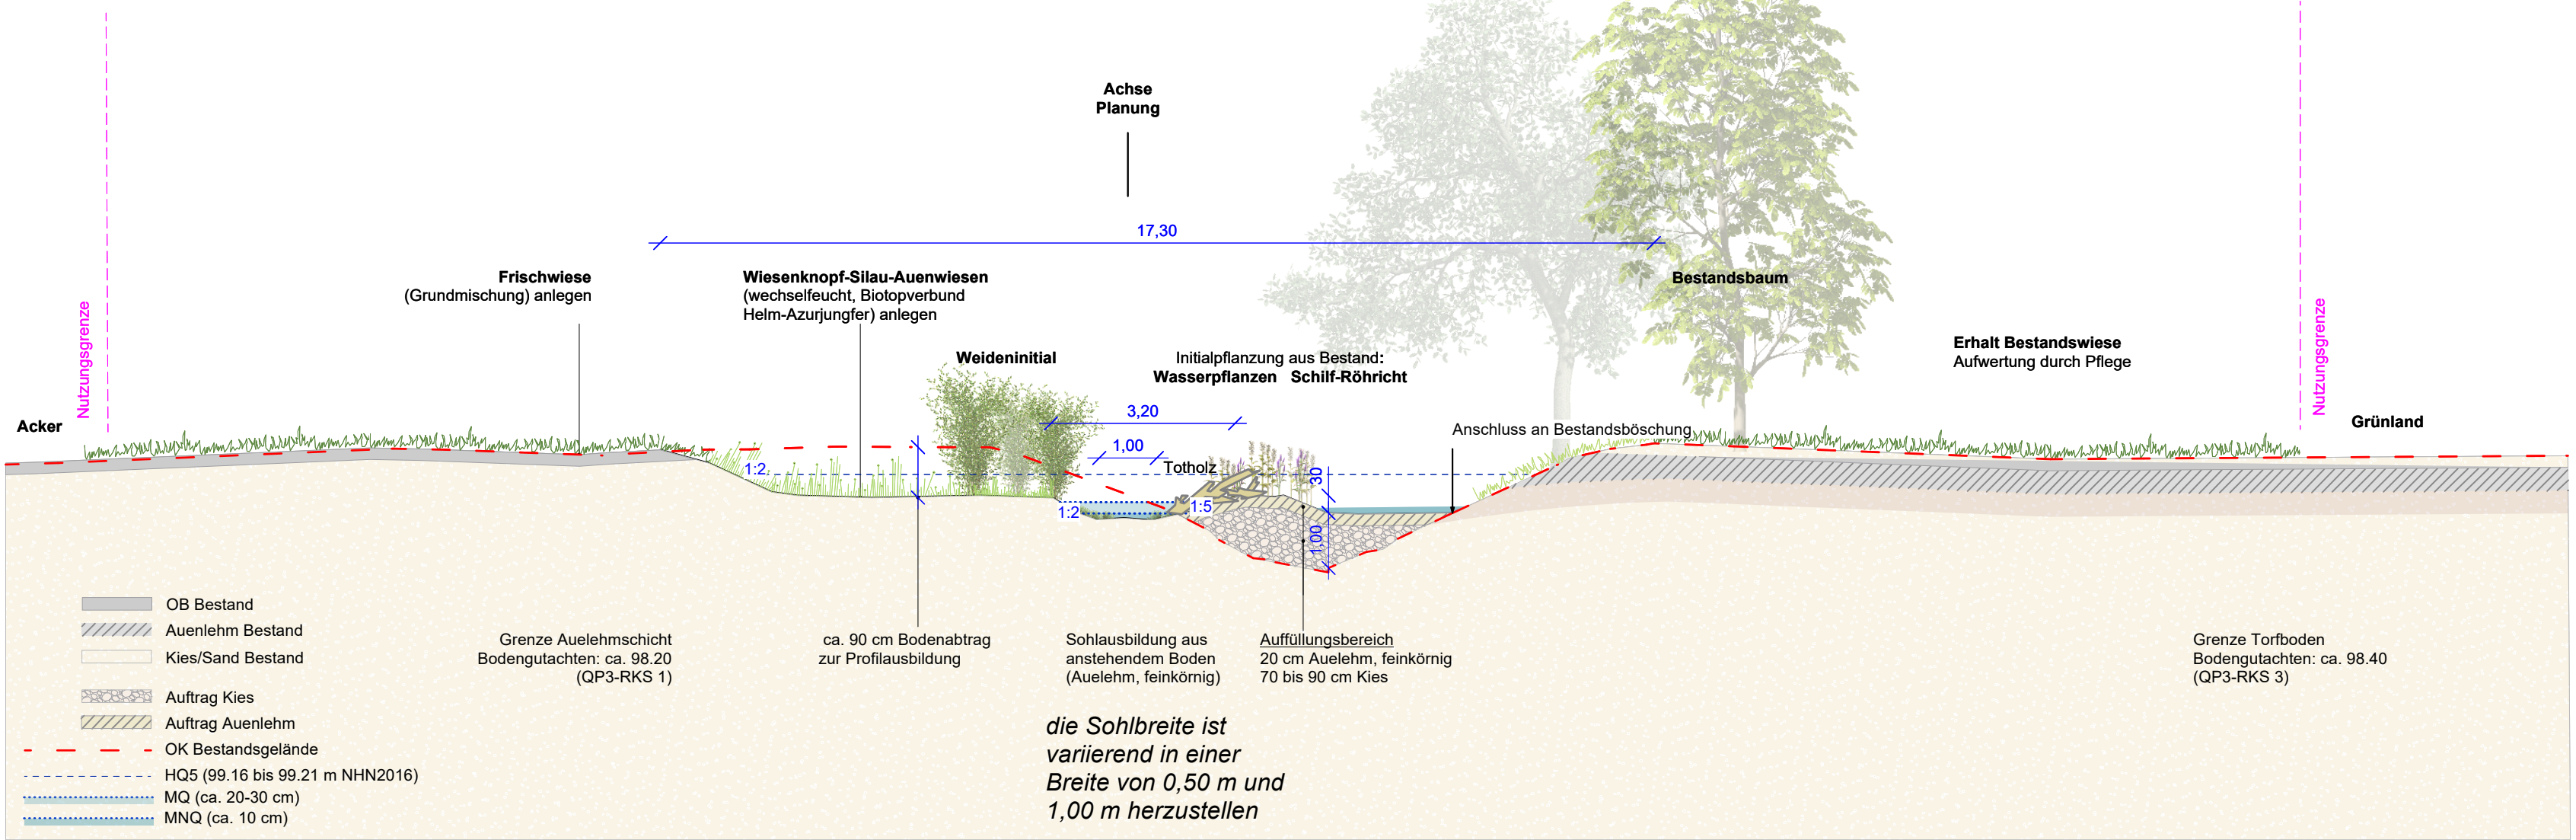 Achse
Planung
17,30
Frischwiese
(Grundmischung) anlegen
Wiesenknopf-Silau-Auenwiesen
(wechselfeucht, Biotopverbund
Helm-Azurjungfer) anlegen
Bestandsbaum
Nutzungsgrenze
Nutzungsgrenze
Weideninitial
Initialpflanzung aus Bestand:
Wasserpflanzen Schilf-Röhricht
Erhalt Bestandswiese
Aufwertung durch Pflege
Acker
3,20
1,00
Anschluss an Bestandsböschung
Grünland
1:2
Totholz
30
1:2
1:5
1,00
OB Bestand
Auenlehm Bestand
Kies/Sand Bestand
Auftrag Kies
Auftrag Auenlehm
OK Bestandsgelände
HQ5 (99.16 bis 99.21 m NHN2016)
MQ (ca. 20-30 cm)
MNQ (ca. 10 cm)
Grenze Auelehmschicht
Bodengutachten: ca. 98.20
(QP3-RKS 1)
ca. 90 cm Bodenabtrag
zur Profilausbildung
Sohlausbildung aus
anstehendem Boden
(Auelehm, feinkörnig)
Auffüllungsbereich
20 cm Auelehm, feinkörnig
70 bis 90 cm Kies
Grenze Torfboden
Bodengutachten: ca. 98.40
(QP3-RKS 3)
die Sohlbreite ist
variierend in einer
Breite von 0,50 m und
1,00 m herzustellen